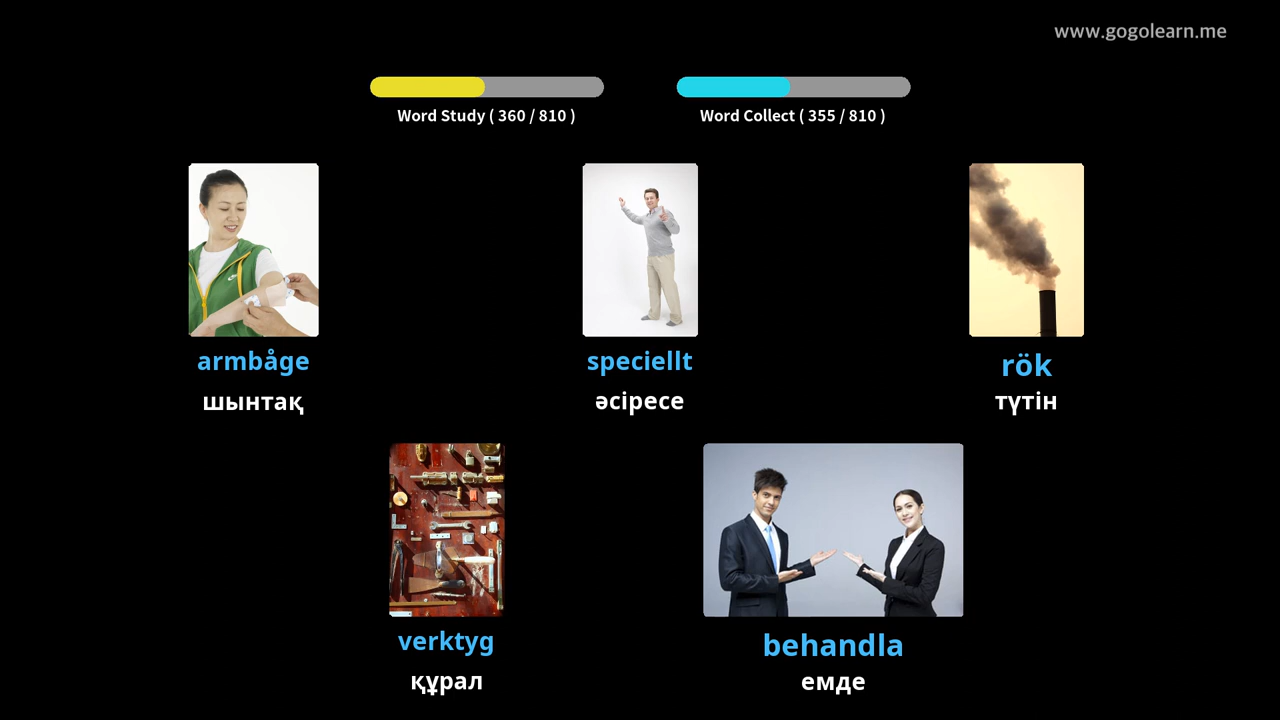 www.gogolearn.me
Word Study ( 360 / 810 )
Word Collect ( 355 / 810 )
armbåge
шынтақ
speciellt
әсіресе
rök
түтін
verktyg
құрал
behandla
емде